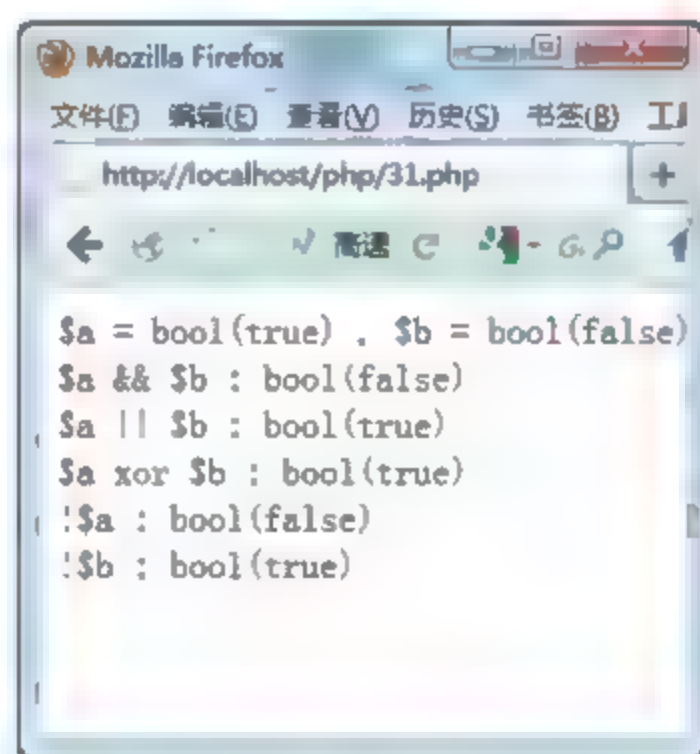 Mozilla Firefox
文件(F) 编辑(E) 查看(V) 历史(S) 书签(B)
http://localhost/php/31.php +
$a = bool(true) , $b = bool(false)
$a && $b : bool(false)
$a || $b : bool(true)
$a xor $b : bool(true)
!$a : bool(false)
!$b : bool(true)